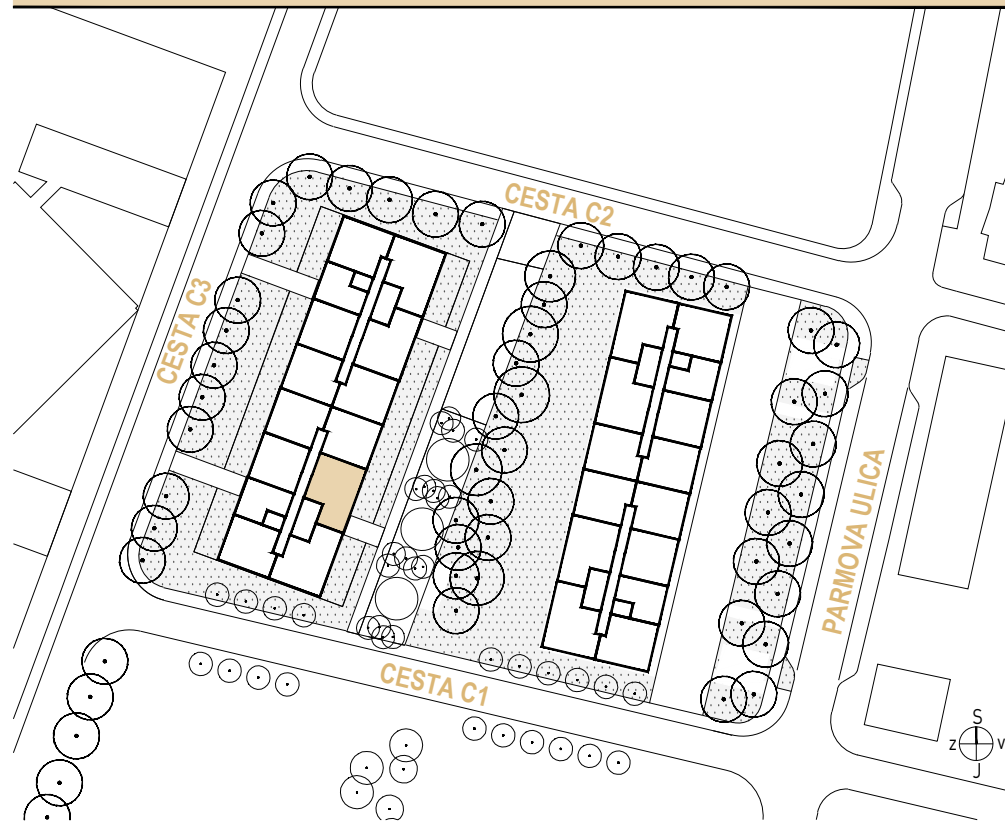 CESTA C2
CESTA C3
PARMOVA ULICA
CESTA C1
S
Z V
J